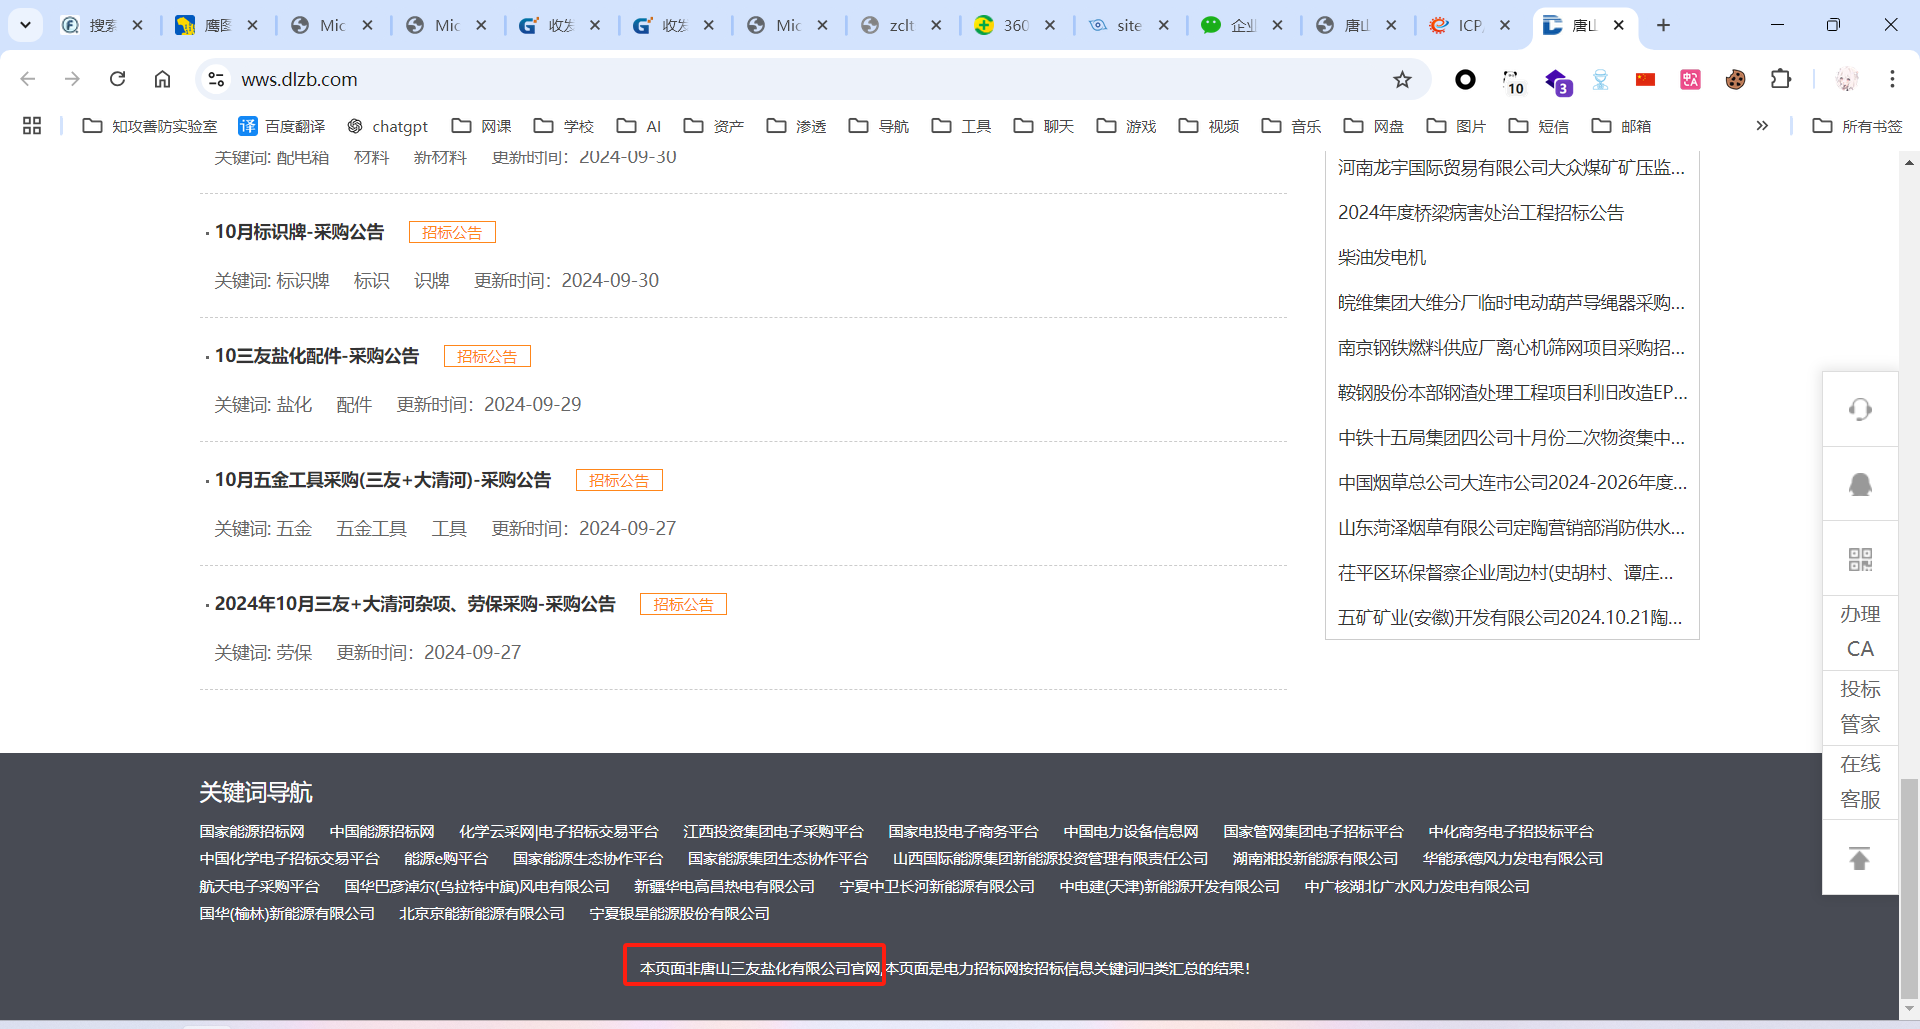 搜索
鹰图
Mic
Mic
收发
收发
Mic
zclt
360
site
企业
唐山
ICP
唐山
wws.dlzb.com
10
3
知攻善防实验室
译 百度翻译
chatgpt
网课
学校
AI
资产
渗透
导航
工具
聊天
游戏
视频
音乐
网盘
图片
短信
邮箱
所有书签
关键词: 配电箱 材料 新材料 更新时间：2024-09-30
10月标识牌-采购公告 招标公告
关键词: 标识牌 标识 识牌 更新时间：2024-09-30
10三友盐化配件-采购公告 招标公告
关键词: 盐化 配件 更新时间：2024-09-29
10月五金工具采购(三友+大清河)-采购公告 招标公告
关键词: 五金 五金工具 工具 更新时间：2024-09-27
2024年10月三友+大清河杂项、劳保采购-采购公告 招标公告
关键词: 劳保 更新时间：2024-09-27
河南龙宇国际贸易有限公司大众煤矿矿压监...
2024年度桥梁病害处治工程招标公告
柴油发电机
皖维集团大维分厂临时电动葫芦导绳器采购...
南京钢铁燃料供应厂离心机筛网项目采购招...
鞍钢股份本部钢渣处理工程项目利旧改造EP...
中铁十五局集团四公司十月份二次物资集中...
中国烟草总公司大连市公司2024-2026年度...
山东菏泽烟草有限公司定陶营销部消防供水...
茌平区环保督察企业周边村(史胡村、谭庄...
五矿矿业(安徽)开发有限公司2024.10.21陶...
办理
CA
投标
管家
在线
客服
关键词导航
国家能源招标网 中国能源招标网 化学云采网|电子招标交易平台 江西投资集团电子采购平台 国家电投电子商务平台 中国电力设备信息网 国家管网集团电子招标平台 中化商务电子招投标平台
中国化学电子招标交易平台 能源e购平台 国家能源生态协作平台 国家能源集团生态协作平台 山西国际能源集团新能源投资管理有限责任公司 湖南湘投新能源有限公司 华能承德风力发电有限公司
航天电子采购平台 国华巴彦淖尔(乌拉特中旗)风电有限公司 新疆华电高昌热电有限公司 宁夏中卫长河新能源有限公司 中电建(天津)新能源开发有限公司 中广核湖北广水风力发电有限公司
国华(榆林)新能源有限公司 北京京能新能源有限公司 宁夏银星能源股份有限公司
本页面非唐山三友盐化有限公司官网,本页面是电力招标网按招标信息关键词归类汇总的结果!